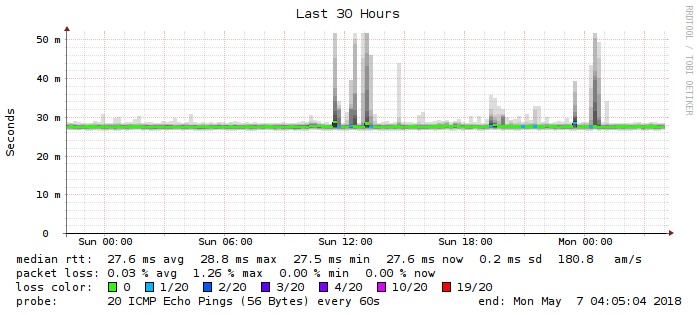 Last 30 Hours
RRDTOOL / TOBI OETIKER
Seconds
50 m
40 m
30 m
20 m
10 m
0
Sun 00:00 Sun 06:00 Sun 12:00 Sun 18:00 Mon 00:00
median rtt: 27.6 ms avg 28.8 ms max 27.5 ms min 27.6 ms now 0.2 ms sd 180.8 am/s
packet loss: 0.03 % avg 1.26 % max 0.00 % min 0.00 % now
loss color: 0 1/20 2/20 3/20 4/20 10/20 19/20
probe: 20 ICMP Echo Pings (56 Bytes) every 60s end: Mon May 7 04:05:04 2018